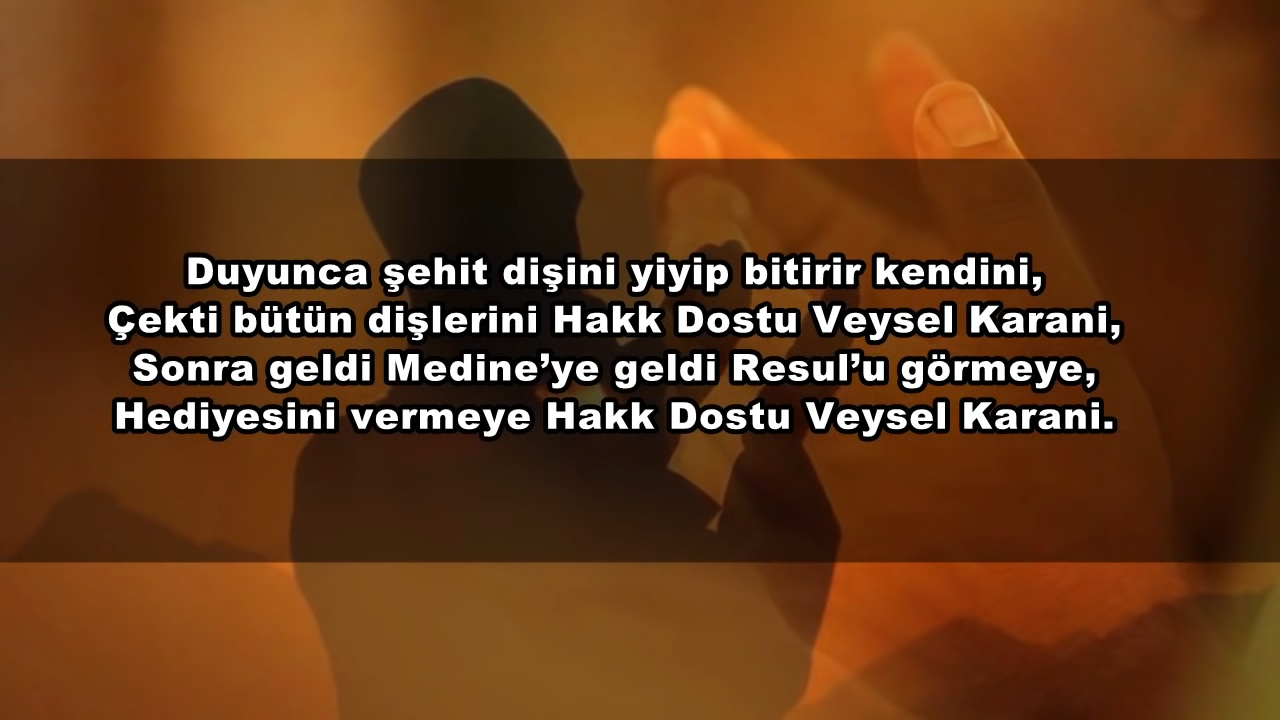 Duyunca şehit dişini yiyip bitirir kendini,
Çekti bütün dişlerini Hakk Dostu Veysel Karani,
Sonra geldi Medine’ye geldi Resul’u görmeye,
Hediyesini vermeye Hakk Dostu Veysel Karani.